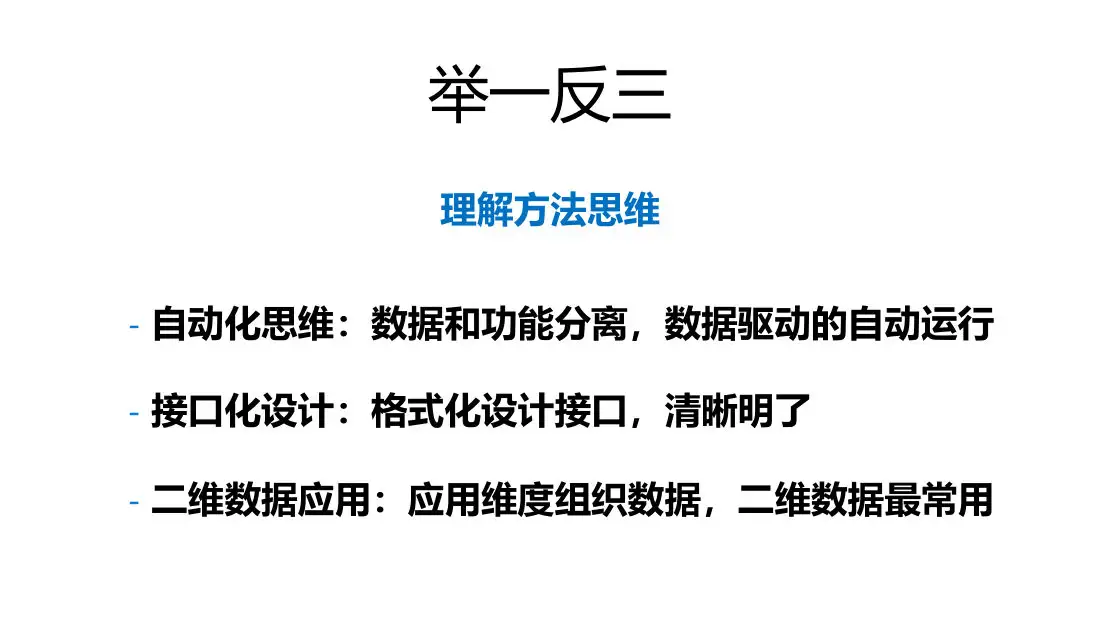 举一反三
理解方法思维
- 自动化思维：数据和功能分离，数据驱动的自动运行
- 接口化设计：格式化设计接口，清晰明了
- 二维数据应用：应用维度组织数据，二维数据最常用